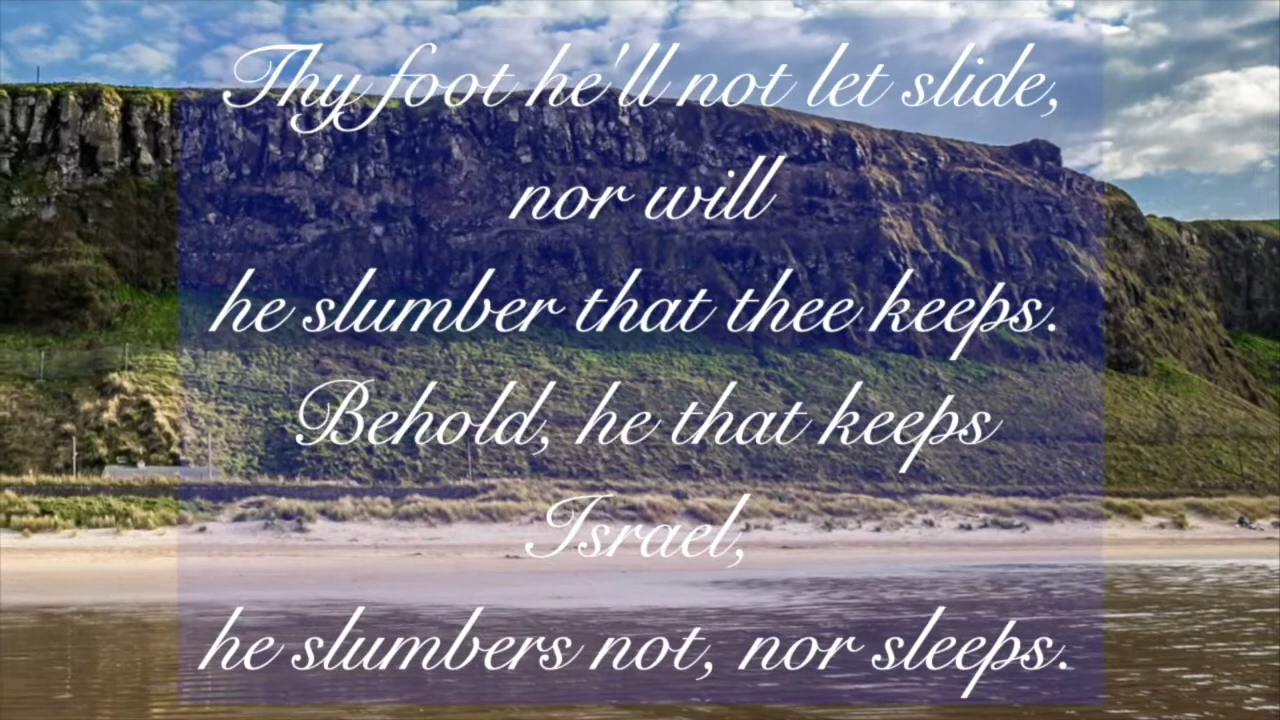 Thy foot he'll not let slide,
nor will
he slumber that thee keeps.
Behold, he that keeps
Israel,
he slumbers not, nor sleeps.